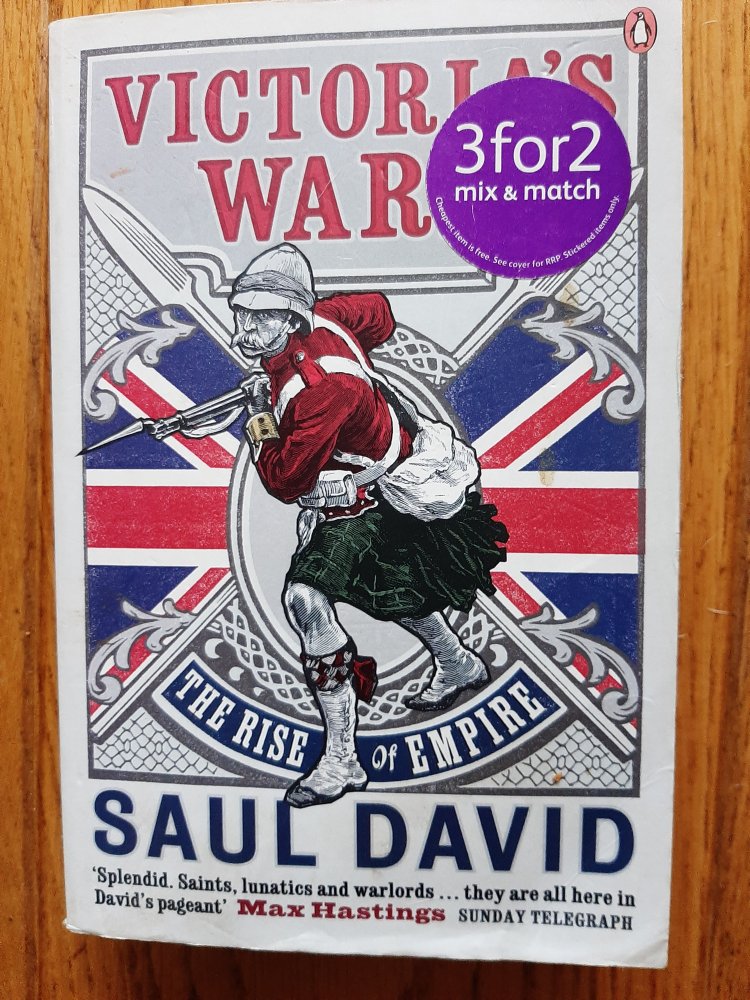 VICTORIA'S
WAR
3for2
mix & match
Cheapest item is free. See cover for RRP. Stickered items only.
THE RISE of EMPIRE
SAUL DAVID
'Splendid. Saints, lunatics and warlords ... they are all here in
David's pageant' Max Hastings SUNDAY TELEGRAPH